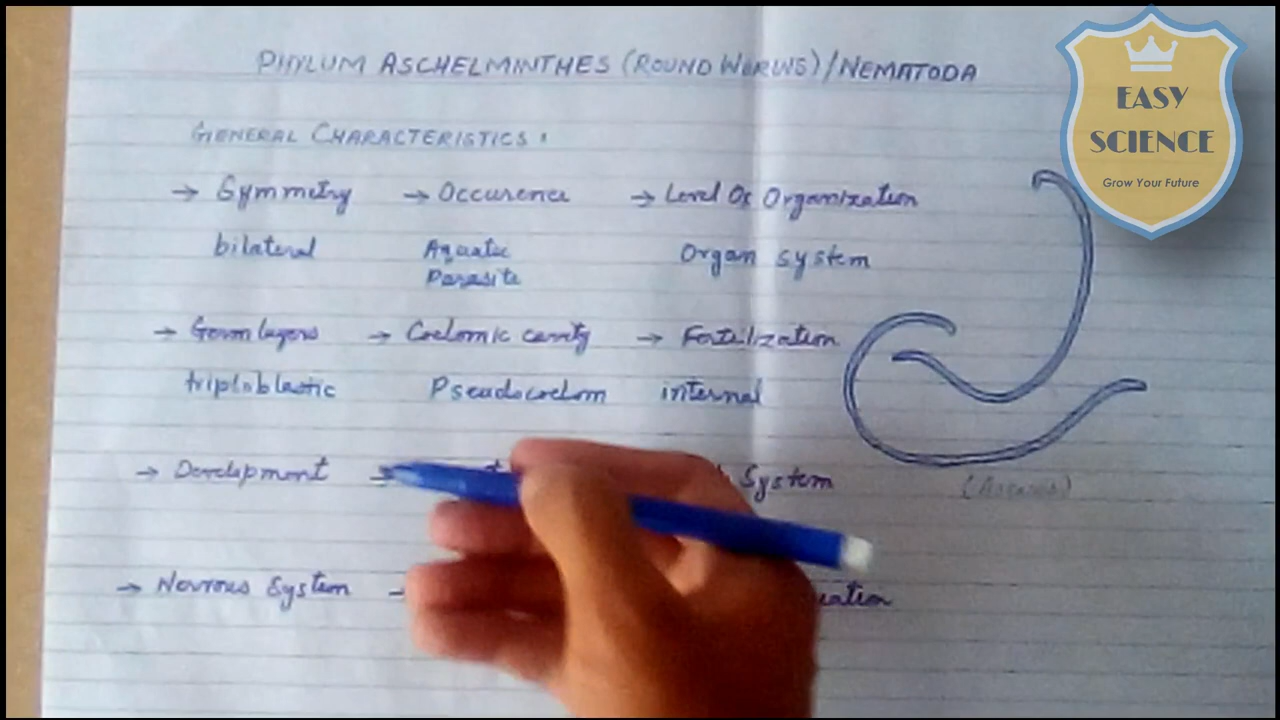 PHYLUM ASCHELMINTHES (ROUND WORMS)/NEMATODA
EASY
SCIENCE
Grow Your Future
GENERAL CHARACTERISTICS:
→ Symmetry → Occurence → Level Of Organization
bilateral Aquatic Organ system
Parasite
→ Germ layers → Coelomic cavity → Fertilization
triploblastic Pseudocoelom internal
→ Development → System
(Ascaris)
→ Nervous System